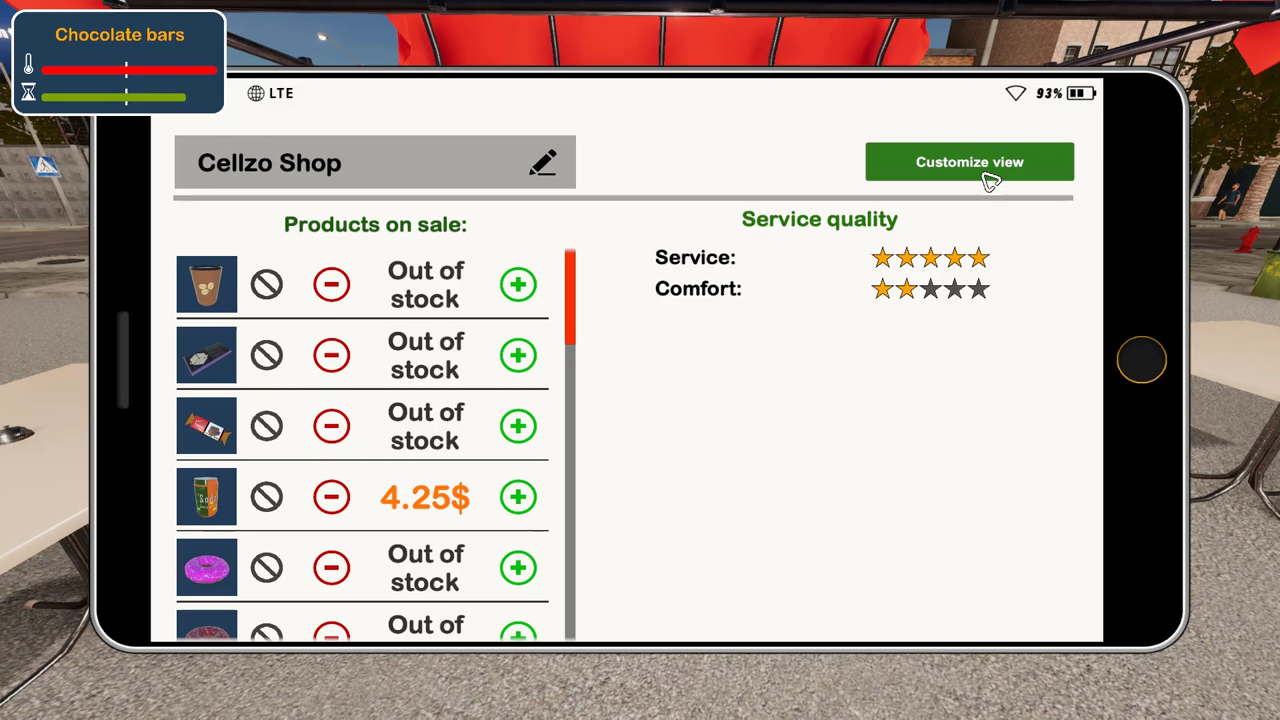 Chocolate bars
LTE
93%
Cellzo Shop
Customize view
Products on sale:
Service quality
Service:
Comfort:
Out of
stock
Out of
stock
Out of
stock
4.25$
Out of
stock
Out of